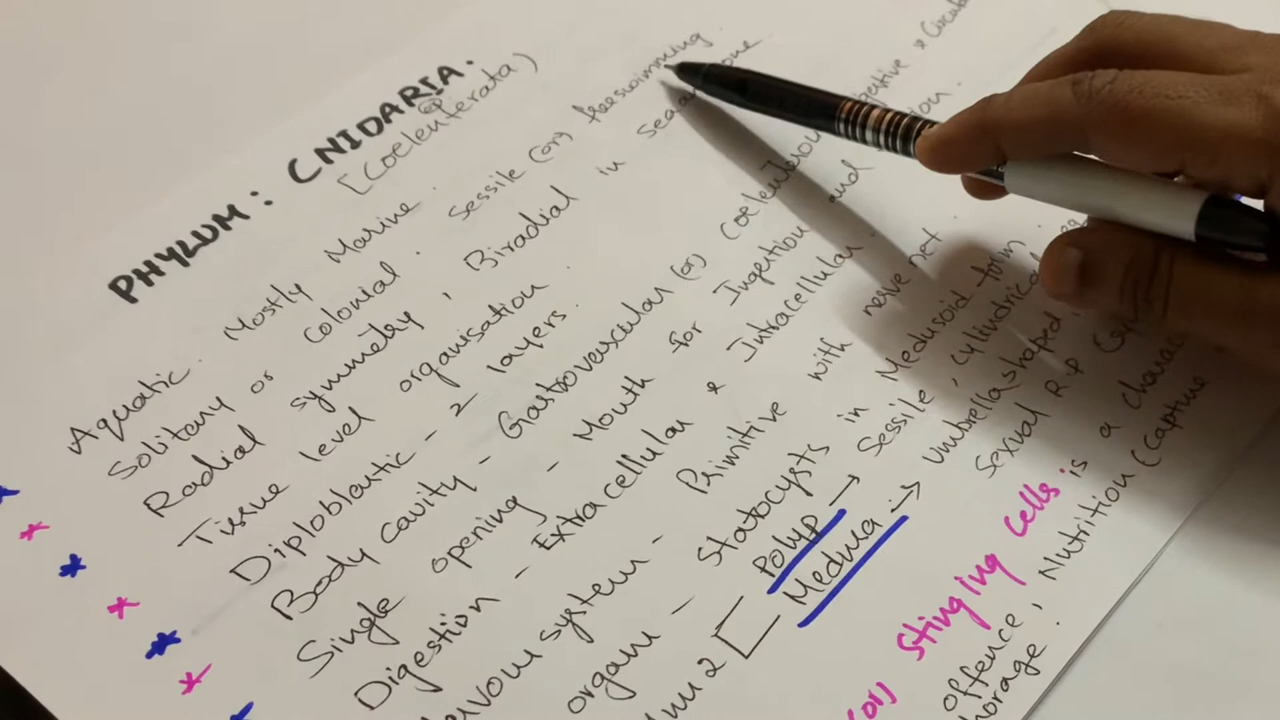 PHYLUM: CNIDARIA.
[Coelenterata)
Aquatic. Mostly Marine
Solitary or Colonial. Sessile (or) freeswimming.
Radial symmetry, Biradial in sea
Tissue level organisation
Diploblastic - 2 layers.
Body cavity - Gastrovascular (or)
Single opening - Mouth for Ingestion and
Digestion - Extracellular & Intracellular.
system - Primitive with nerve net
organ - Statocysts in Medusoid form
2 [ Polyp → Sessile, cylindrical
Medusa → Umbrella shaped,
Sexual
(or) Stinging Cells is a
offence, Nutrition (capture